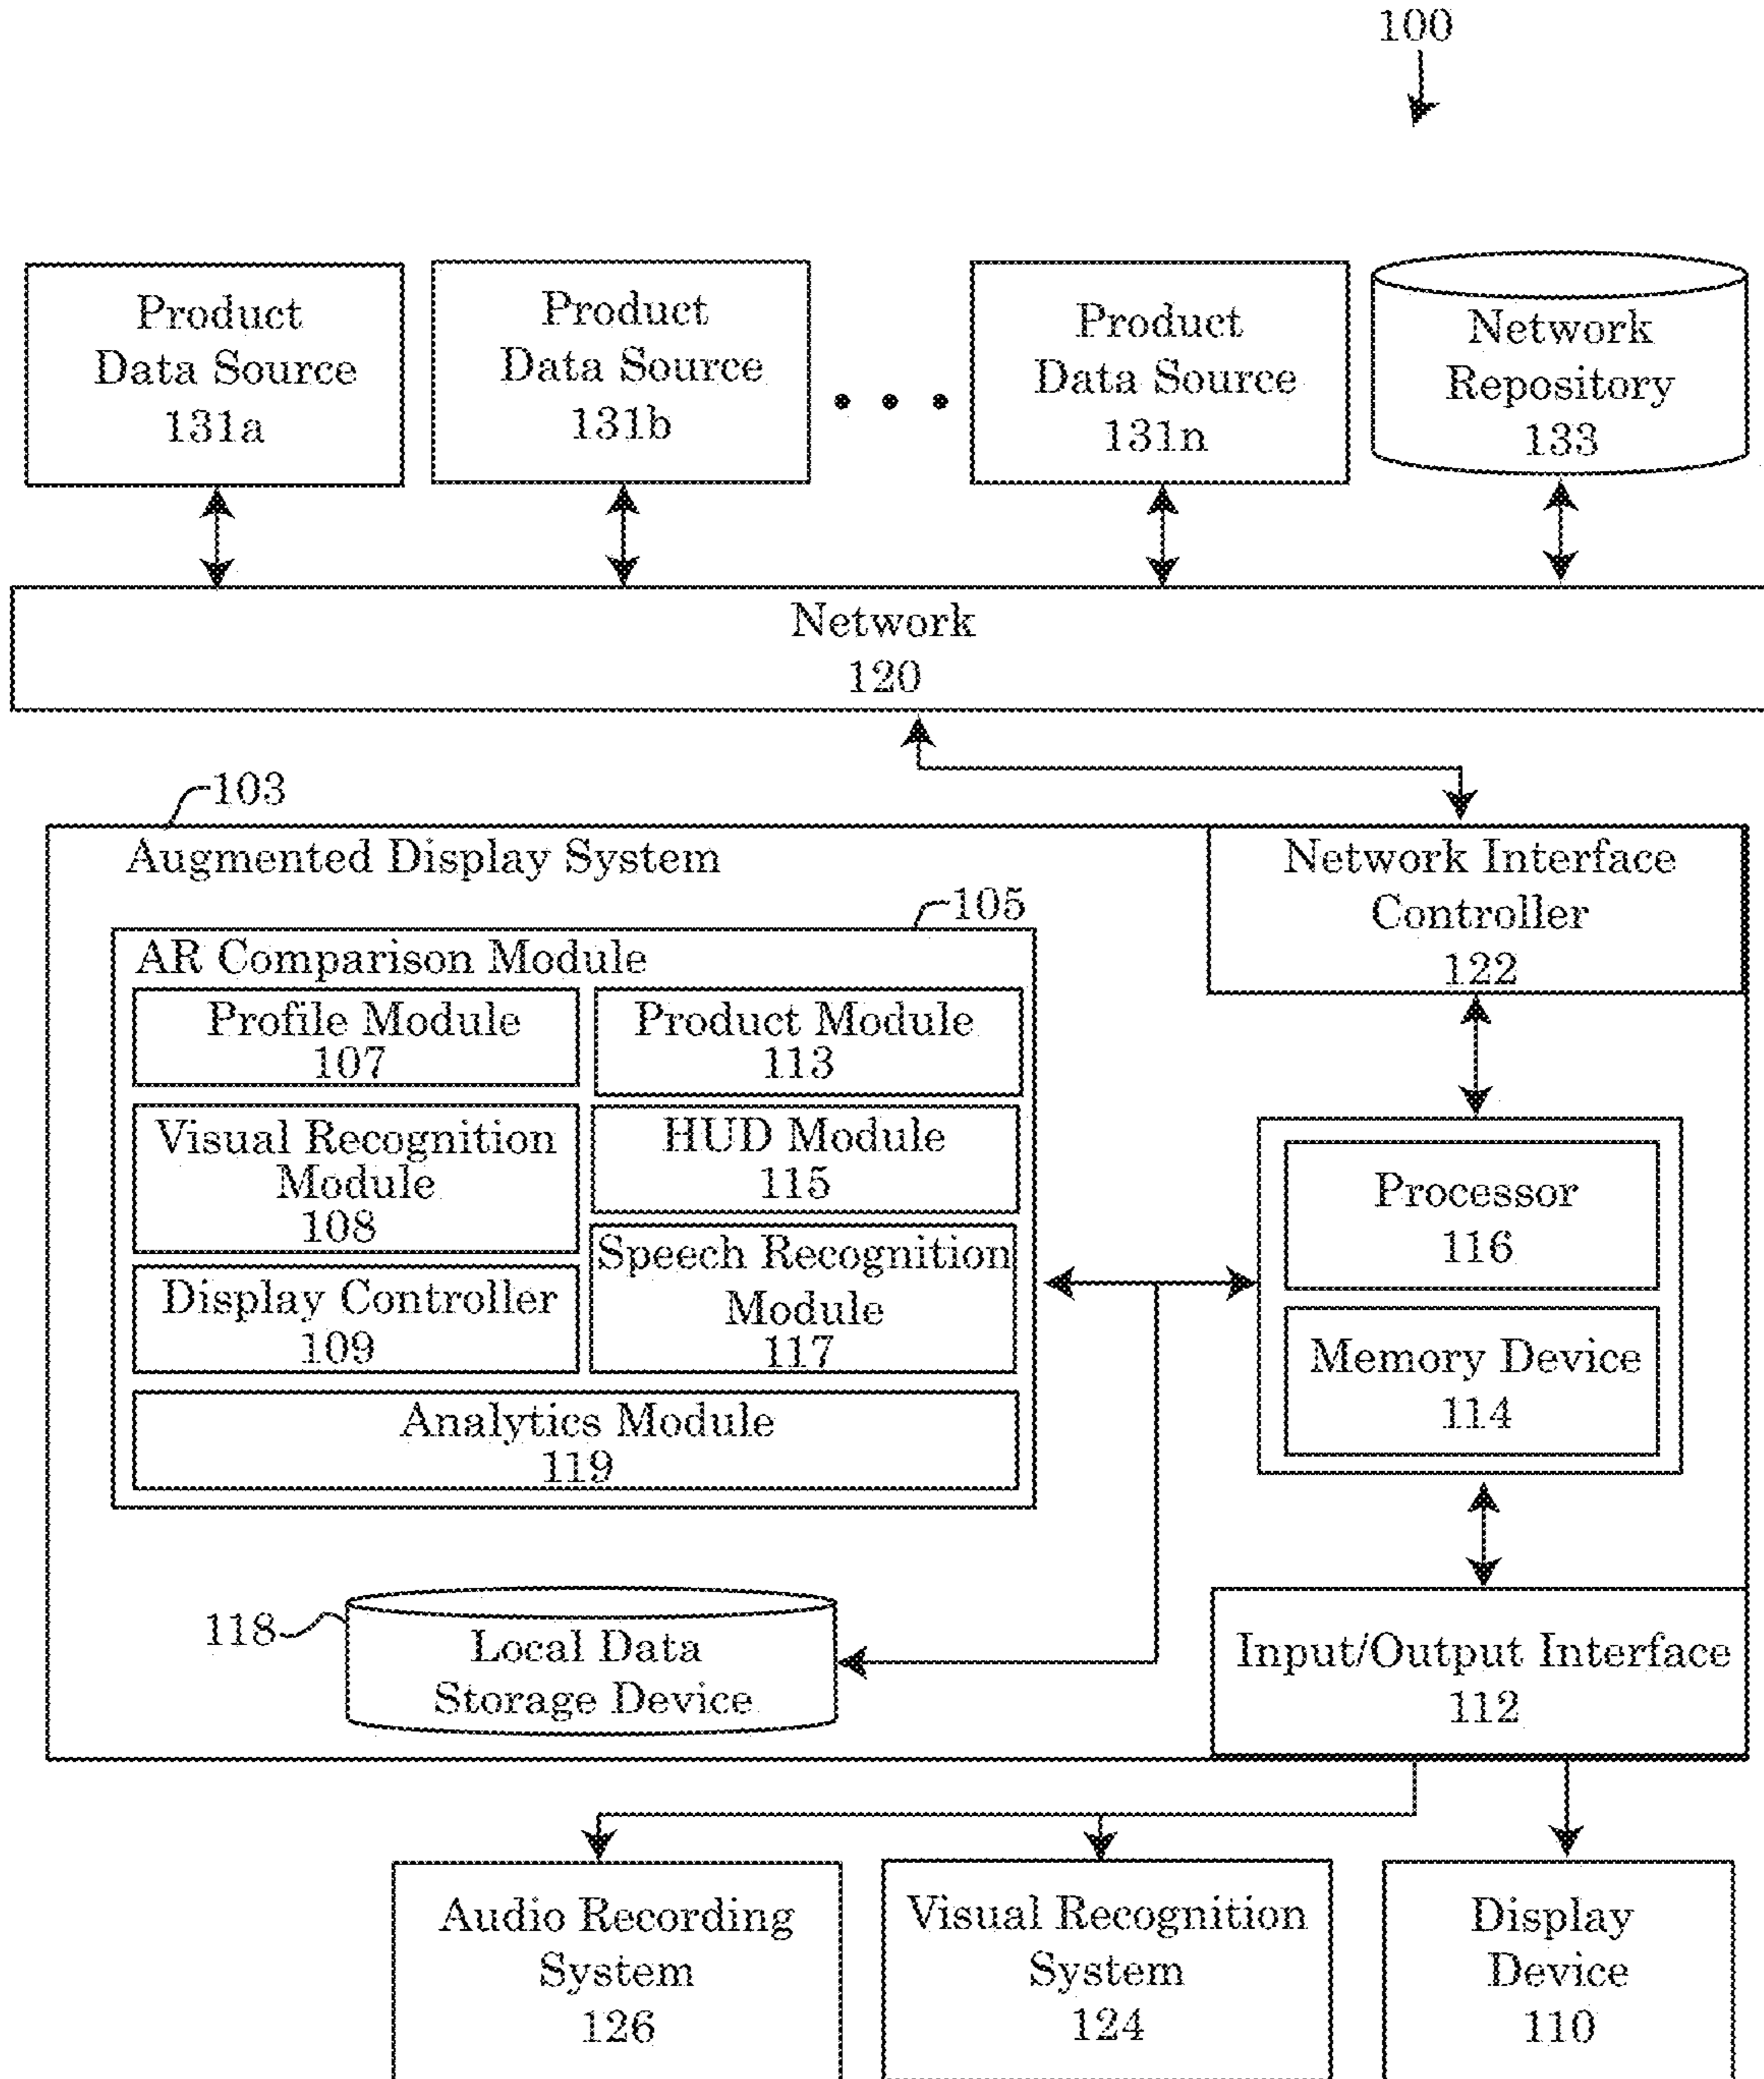 100
Product
Data Source
131a
Product
Data Source
131b
Product
Data Source
131n
Network
Repository
133
Network
120
103
Augmented Display System
Network Interface
Controller
122
105
AR Comparison Module
Profile Module
107
Product Module
113
Visual Recognition
Module
108
HUD Module
115
Display Controller
109
Speech Recognition
Module
117
Analytics Module
119
Processor
116
Memory Device
114
118
Local Data
Storage Device
Input/Output Interface
112
Audio Recording
System
126
Visual Recognition
System
124
Display
Device
110